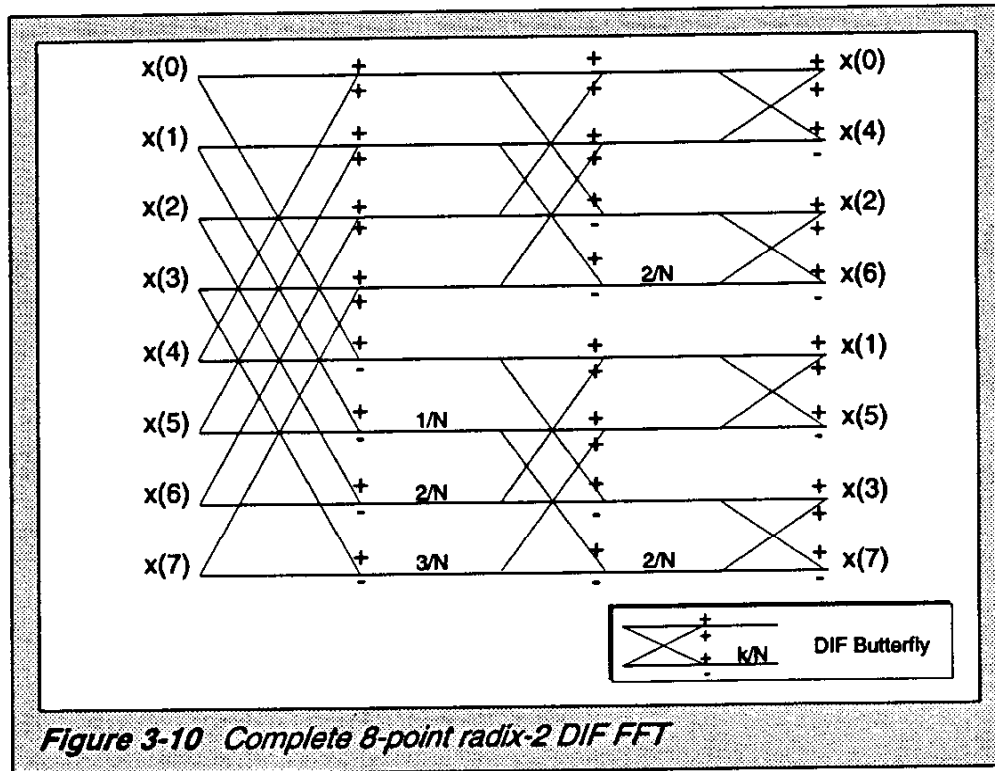 x(0) + + + x(0)
+ + +
x(1) + + + x(4)
+ + -
x(2) + + + x(2)
+ - +
x(3) + + 2/N + x(6)
+ - -
x(4) + + + x(1)
- + +
x(5) + 1/N + + x(5)
- + -
x(6) + 2/N + + x(3)
- - +
x(7) + 3/N + 2/N + x(7)
- - -
+
+
+ k/N DIF Butterfly
-
Figure 3-10 Complete 8-point radix-2 DIF FFT